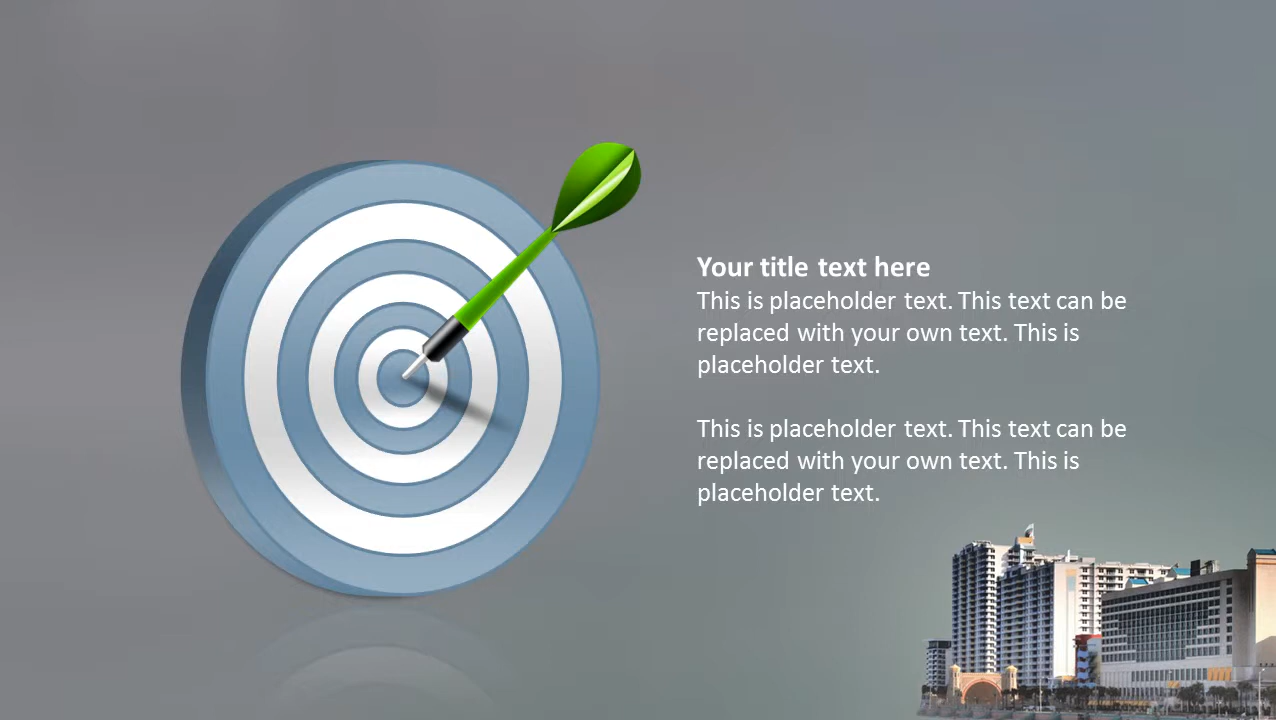 Your title text here
This is placeholder text. This text can be
replaced with your own text. This is
placeholder text.
This is placeholder text. This text can be
replaced with your own text. This is
placeholder text.